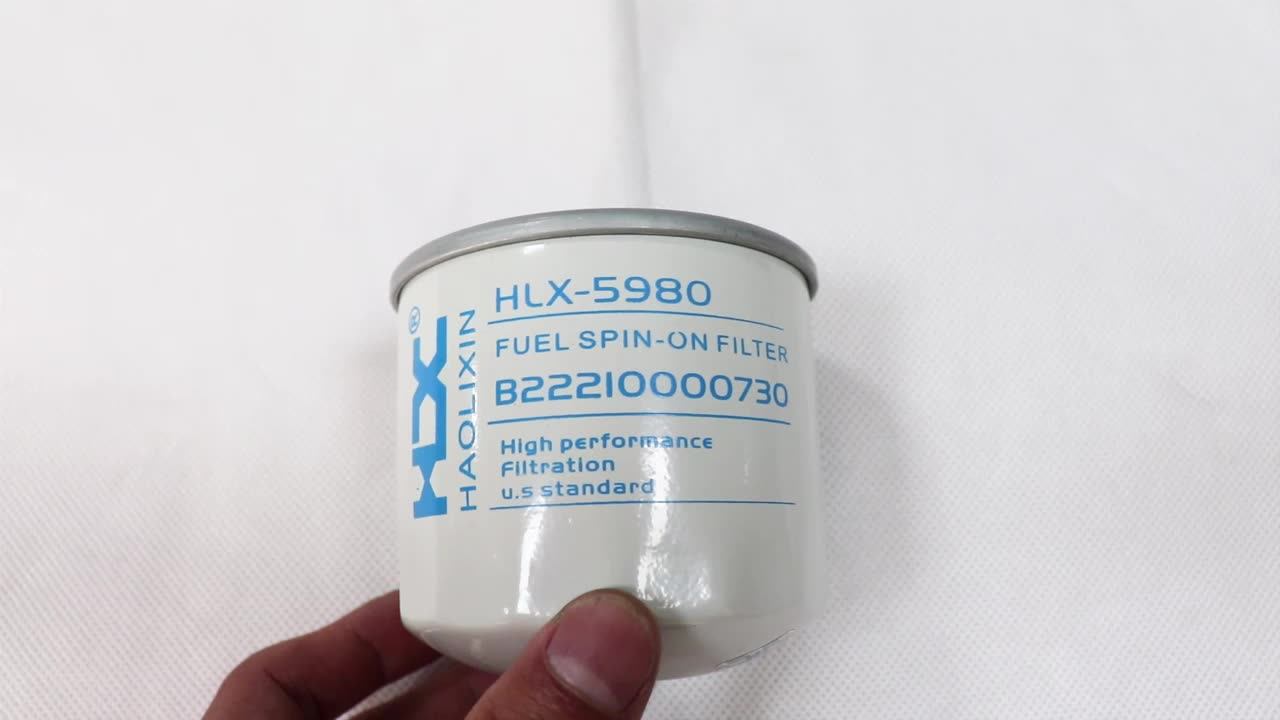 HLX-5980
FUEL SPIN-ON FILTER
B22210000730
High performance
Filtration
u.s standard
HLX®
HAOLIXIN